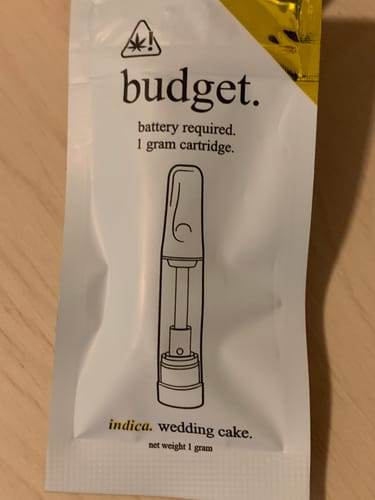 !
budget.
battery required.
1 gram cartridge.
indica. wedding cake.
net weight 1 gram